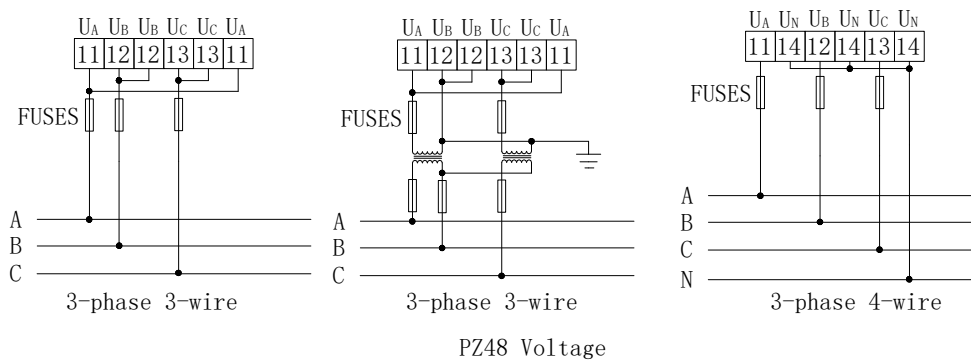 UA UB UB UC UC UA
11 12 12 13 13 11
FUSES
A
B
C
3-phase 3-wire
UA UB UB UC UC UA
11 12 12 13 13 11
FUSES
A
B
C
3-phase 3-wire
UA UN UB UN UC UN
11 14 12 14 13 14
FUSES
A
B
C
N
3-phase 4-wire
PZ48 Voltage